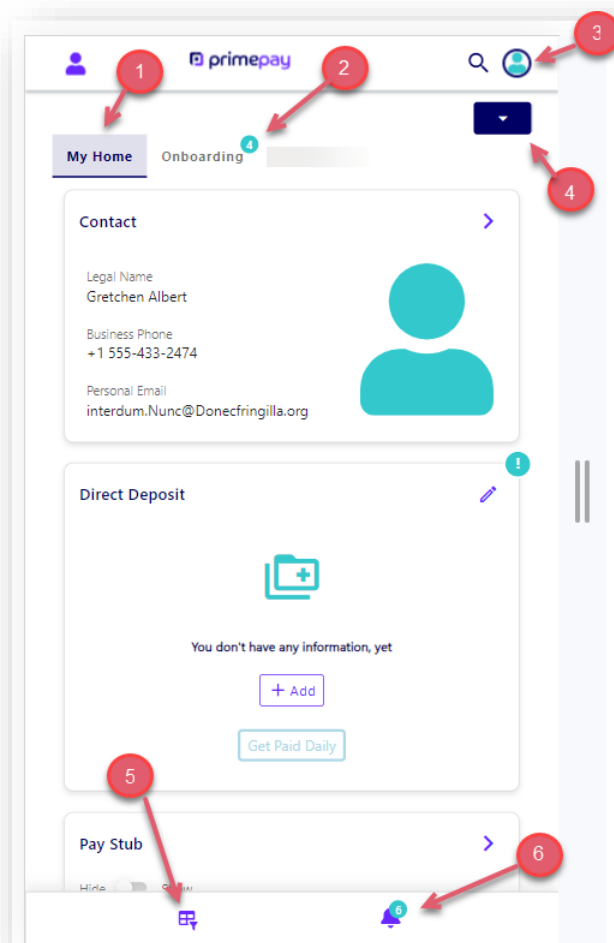 3
primepay
1
2
4
My Home
Onboarding
4
4
Contact
Legal Name
Gretchen Albert
Business Phone
+1 555-433-2474
Personal Email
interdum.Nunc@Donecfringilla.org
!
Direct Deposit
You don't have any information, yet
+ Add
Get Paid Daily
5
Pay Stub
6
Hide Show
6